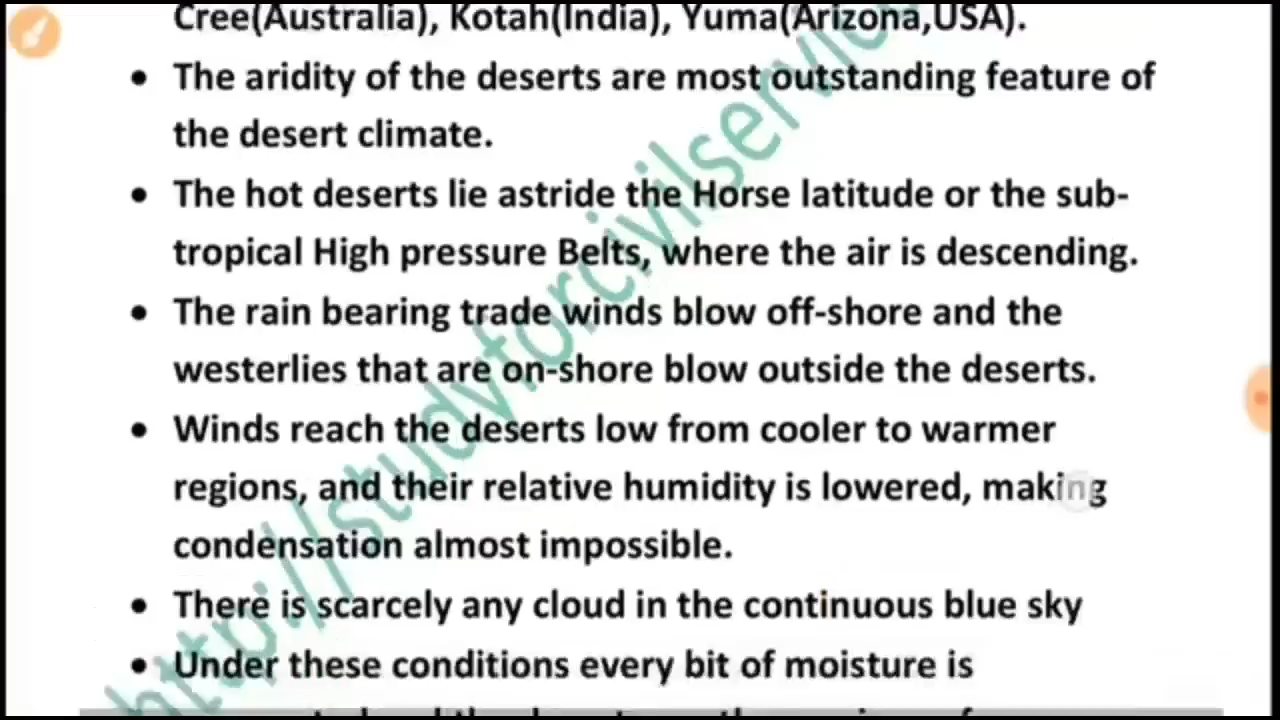 Cree(Australia), Kotah(India), Yuma(Arizona,USA).
• The aridity of the deserts are most outstanding feature of
the desert climate.
• The hot deserts lie astride the Horse latitude or the sub-
tropical High pressure Belts, where the air is descending.
• The rain bearing trade winds blow off-shore and the
westerlies that are on-shore blow outside the deserts.
• Winds reach the deserts low from cooler to warmer
regions, and their relative humidity is lowered, making
condensation almost impossible.
• There is scarcely any cloud in the continuous blue sky
• Under these conditions every bit of moisture is
http://studyforcivilservic